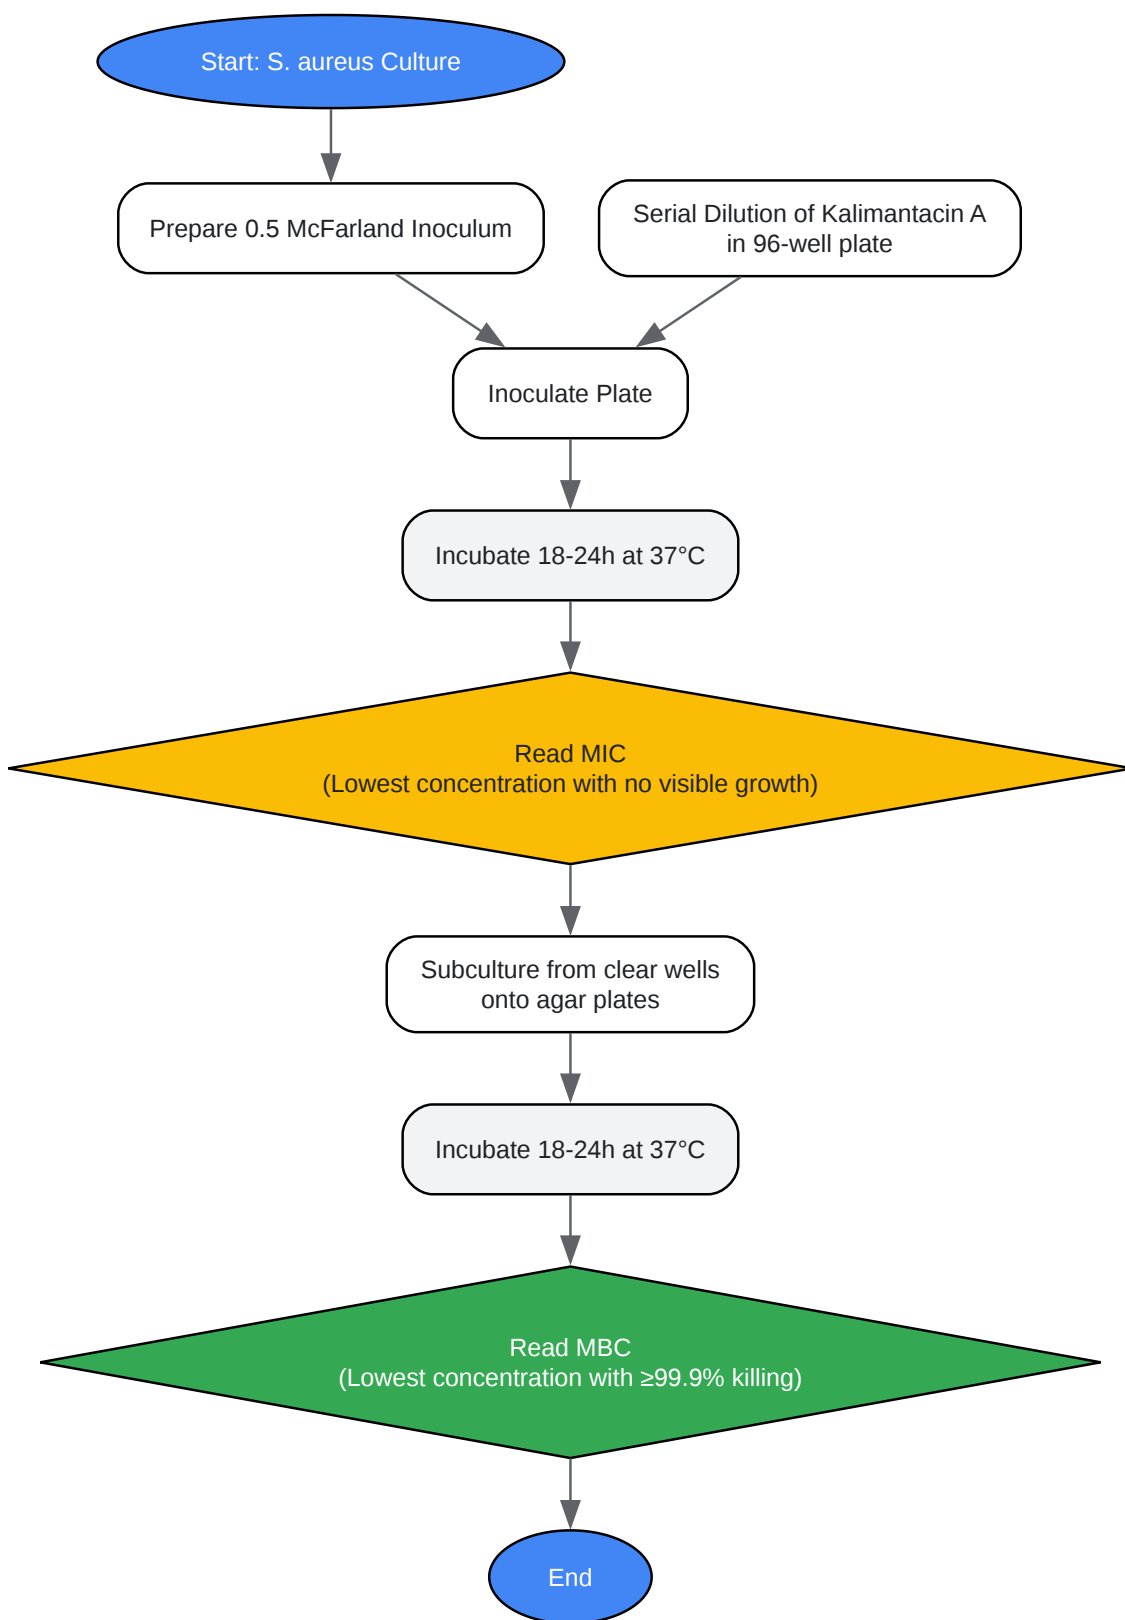 Start: S. aureus Culture
Prepare 0.5 McFarland Inoculum
Serial Dilution of Kalimantacin A
in 96-well plate
Inoculate Plate
Incubate 18-24h at 37°C
Read MIC
(Lowest concentration with no visible growth)
Subculture from clear wells
onto agar plates
Incubate 18-24h at 37°C
Read MBC
(Lowest concentration with ≥99.9% killing)
End